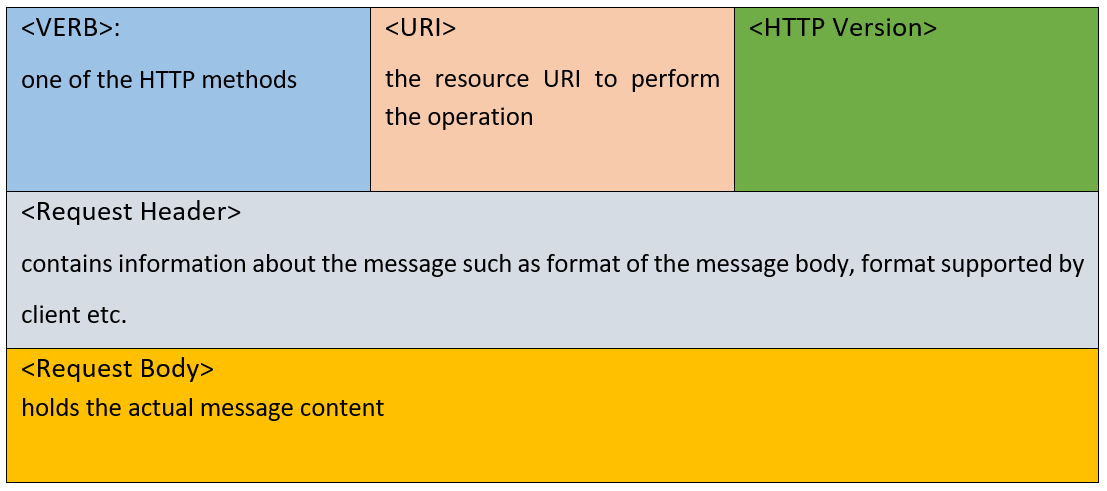 <VERB>:
one of the HTTP methods
<URI>
the resource URI to perform
the operation
<HTTP Version>
<Request Header>
contains information about the message such as format of the message body, format supported by
client etc.
<Request Body>
holds the actual message content